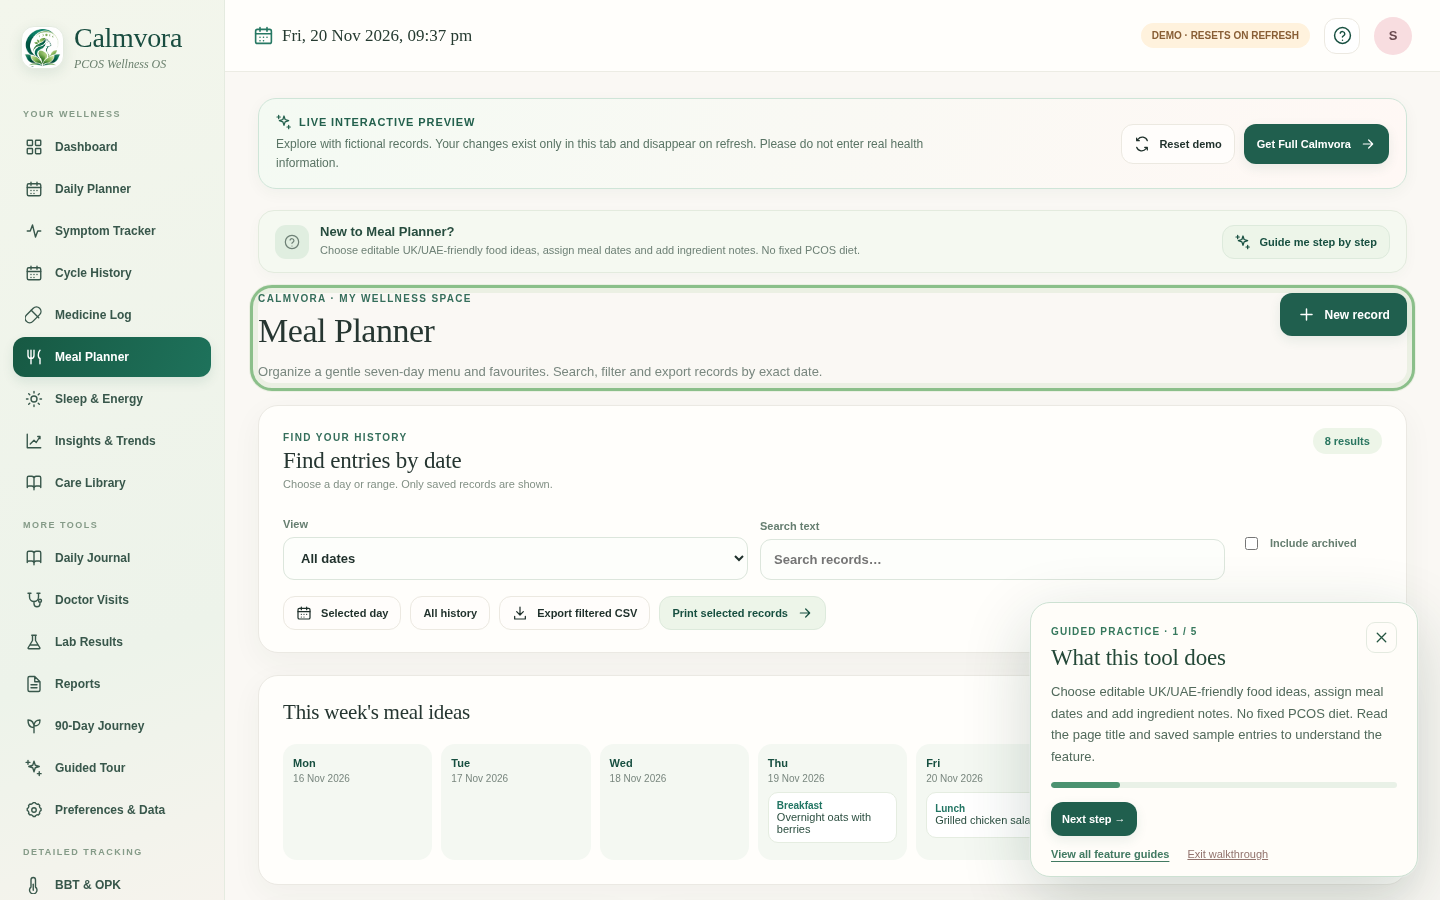 Calmvora
PCOS Wellness OS
YOUR WELLNESS
Dashboard
Daily Planner
Symptom Tracker
Cycle History
Medicine Log
Meal Planner
Sleep & Energy
Insights & Trends
Care Library
MORE TOOLS
Daily Journal
Doctor Visits
Lab Results
Reports
90-Day Journey
Guided Tour
Preferences & Data
DETAILED TRACKING
BBT & OPK
Fri, 20 Nov 2026, 09:37 pm
DEMO · RESETS ON REFRESH
S
LIVE INTERACTIVE PREVIEW
Explore with fictional records. Your changes exist only in this tab and disappear on refresh. Please do not enter real health
information.
Reset demo
Get Full Calmvora
New to Meal Planner?
Choose editable UK/UAE-friendly food ideas, assign meal dates and add ingredient notes. No fixed PCOS diet.
Guide me step by step
CALMVORA · MY WELLNESS SPACE
Meal Planner
Organize a gentle seven-day menu and favourites. Search, filter and export records by exact date.
New record
FIND YOUR HISTORY
Find entries by date
Choose a day or range. Only saved records are shown.
8 results
View
All dates
Search text
Search records…
Include archived
Selected day
All history
Export filtered CSV
Print selected records
This week's meal ideas
Mon
16 Nov 2026
Tue
17 Nov 2026
Wed
18 Nov 2026
Thu
19 Nov 2026
Breakfast
Overnight oats with
berries
Fri
20 Nov 2026
Lunch
Grilled chicken sala
GUIDED PRACTICE · 1 / 5
What this tool does
Choose editable UK/UAE-friendly food ideas, assign meal
dates and add ingredient notes. No fixed PCOS diet. Read
the page title and saved sample entries to understand the
feature.
Next step →
View all feature guides
Exit walkthrough